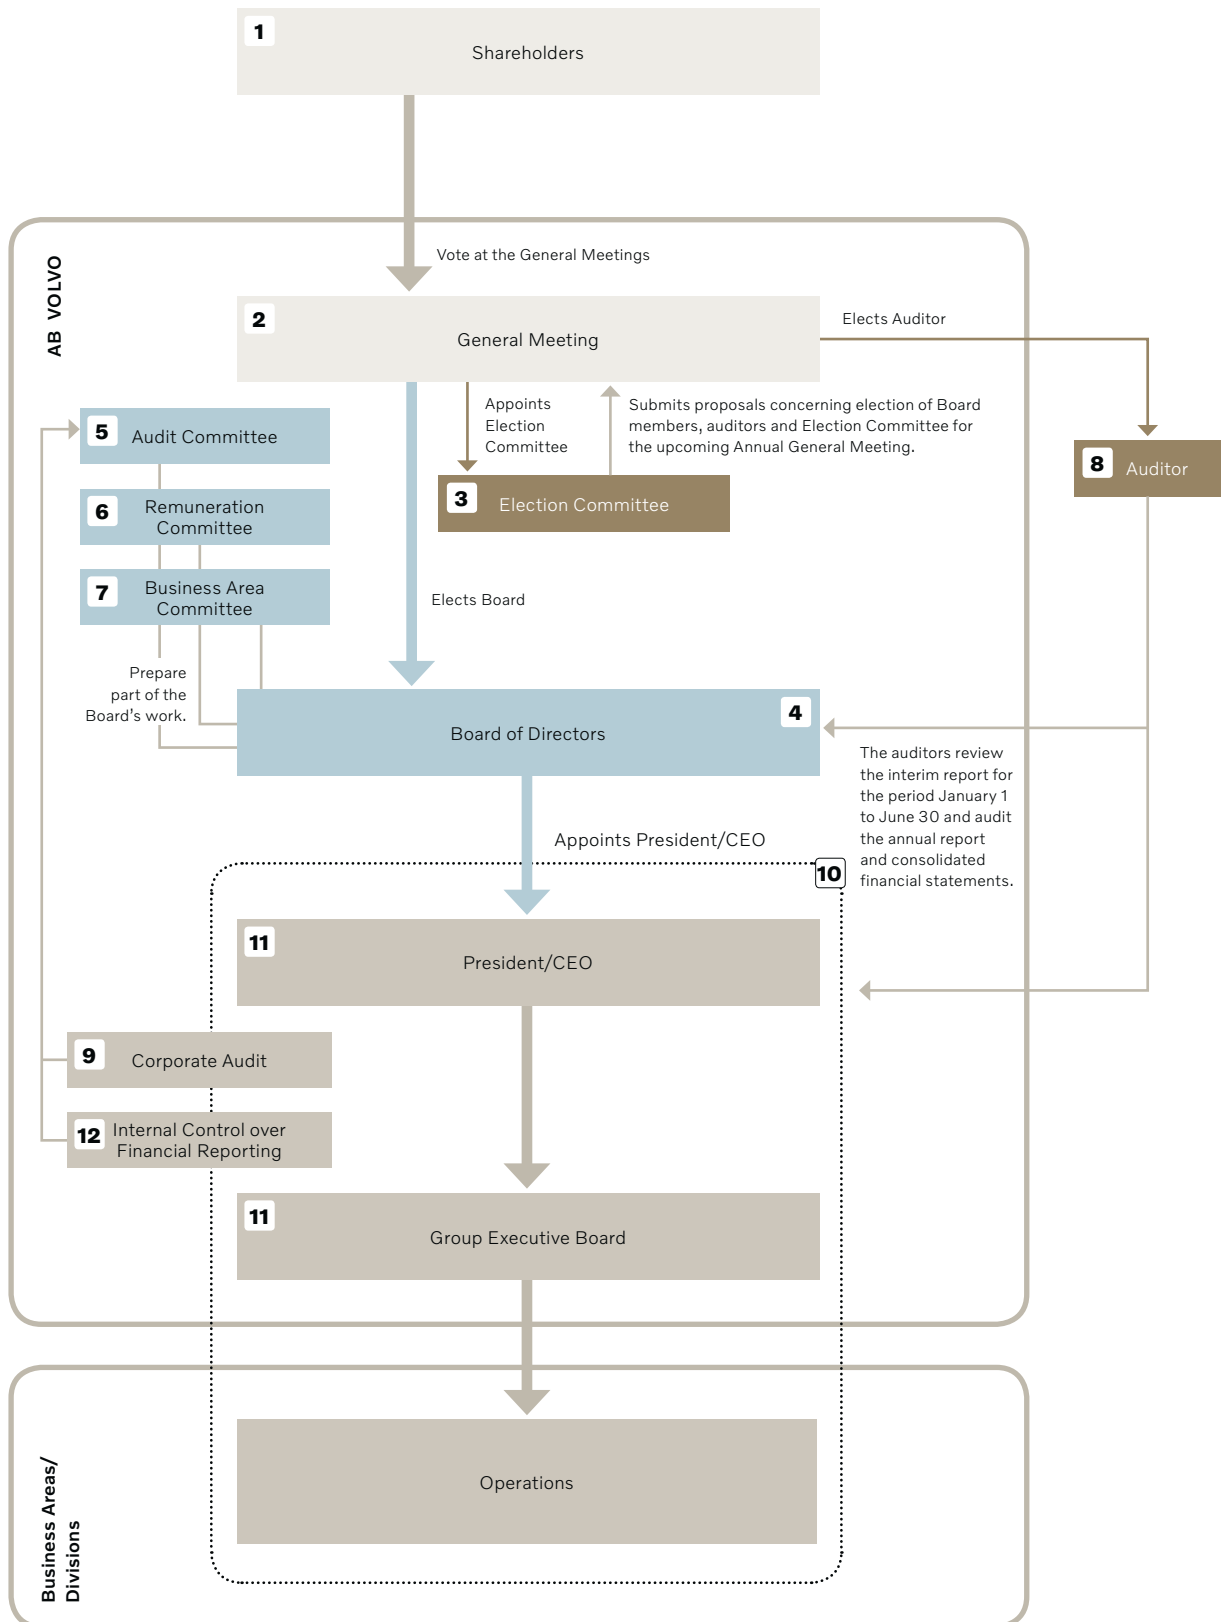 1
Shareholders
AB VOLVO
Vote at the General Meetings
2
General Meeting
Elects Auditor
Appoints
Election
Committee
Submits proposals concerning election of Board
members, auditors and Election Committee for
the upcoming Annual General Meeting.
5
Audit Committee
8
Auditor
3
Election Committee
6
Remuneration
Committee
7
Business Area
Committee
Elects Board
Prepare
part of the
Board's work.
4
Board of Directors
The auditors review
the interim report for
the period January 1
to June 30 and audit
the annual report
and consolidated
financial statements.
Appoints President/CEO
10
11
President/CEO
9
Corporate Audit
12
Internal Control over
Financial Reporting
11
Group Executive Board
Business Areas/
Divisions
Operations